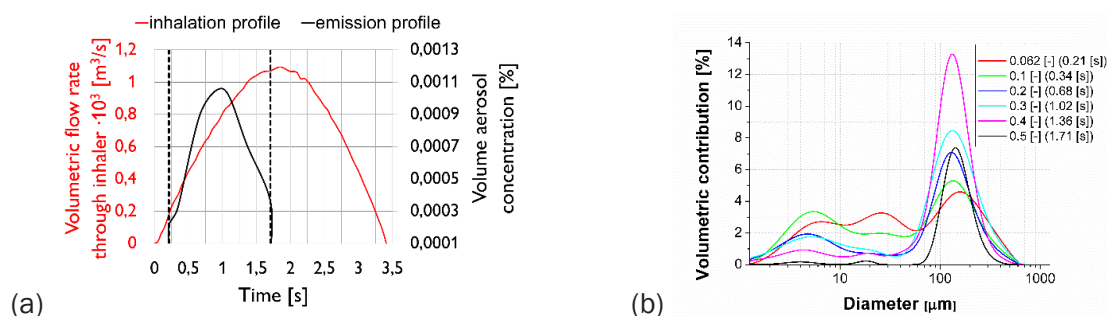 —inhalation profile —emission profile
Volumetric flow rate
through inhaler ·10³ [m³/s]
1,2
1
0,8
0,6
0,4
0,2
0
0,0013
0,0011
0,0009
0,0007
0,0005
0,0003
0,0001
Volume aerosol
concentration [%]
0
0,5
1
1,5
2
2,5
3
3,5
Time [s]
(a)
Volumetric contribution [%]
14
12
10
8
6
4
2
0
0.062 [-] (0.21 [s])
0.1 [-] (0.34 [s])
0.2 [-] (0.68 [s])
0.3 [-] (1.02 [s])
0.4 [-] (1.36 [s])
0.5 [-] (1.71 [s])
10
100
1000
Diameter [µm]
(b)